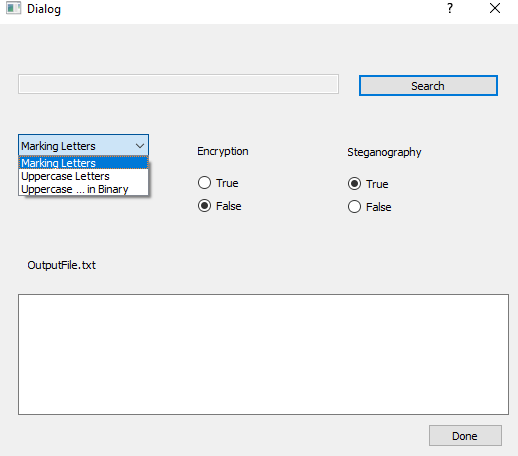 Dialog
?
Search
Marking Letters
Marking Letters
Uppercase Letters
Uppercase ... in Binary
Encryption
True
False
Steganography
True
False
OutputFile.txt
Done